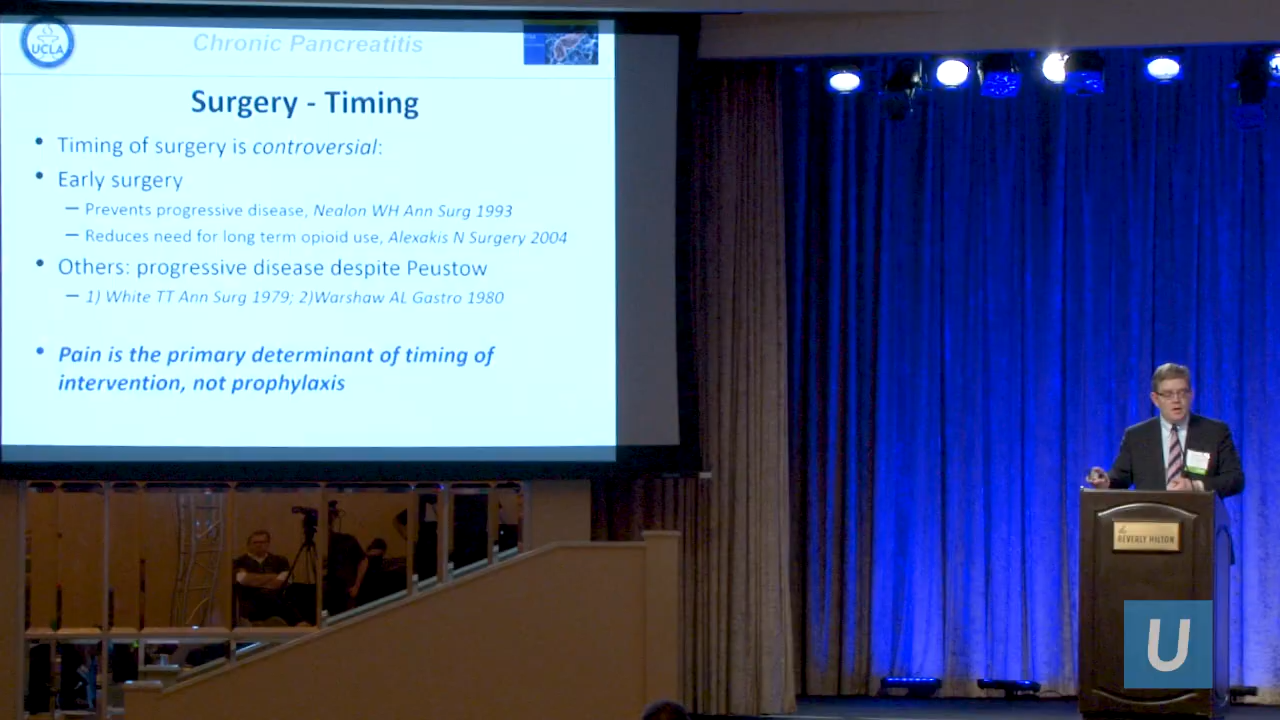 UCLA
Chronic Pancreatitis
Surgery - Timing
• Timing of surgery is controversial:
• Early surgery
– Prevents progressive disease, Nealon WH Ann Surg 1993
– Reduces need for long term opioid use, Alexakis N Surgery 2004
• Others: progressive disease despite Peustow
– 1) White TT Ann Surg 1979; 2)Warshaw AL Gastro 1980
• Pain is the primary determinant of timing of
intervention, not prophylaxis
The
BEVERLY HILTON
U